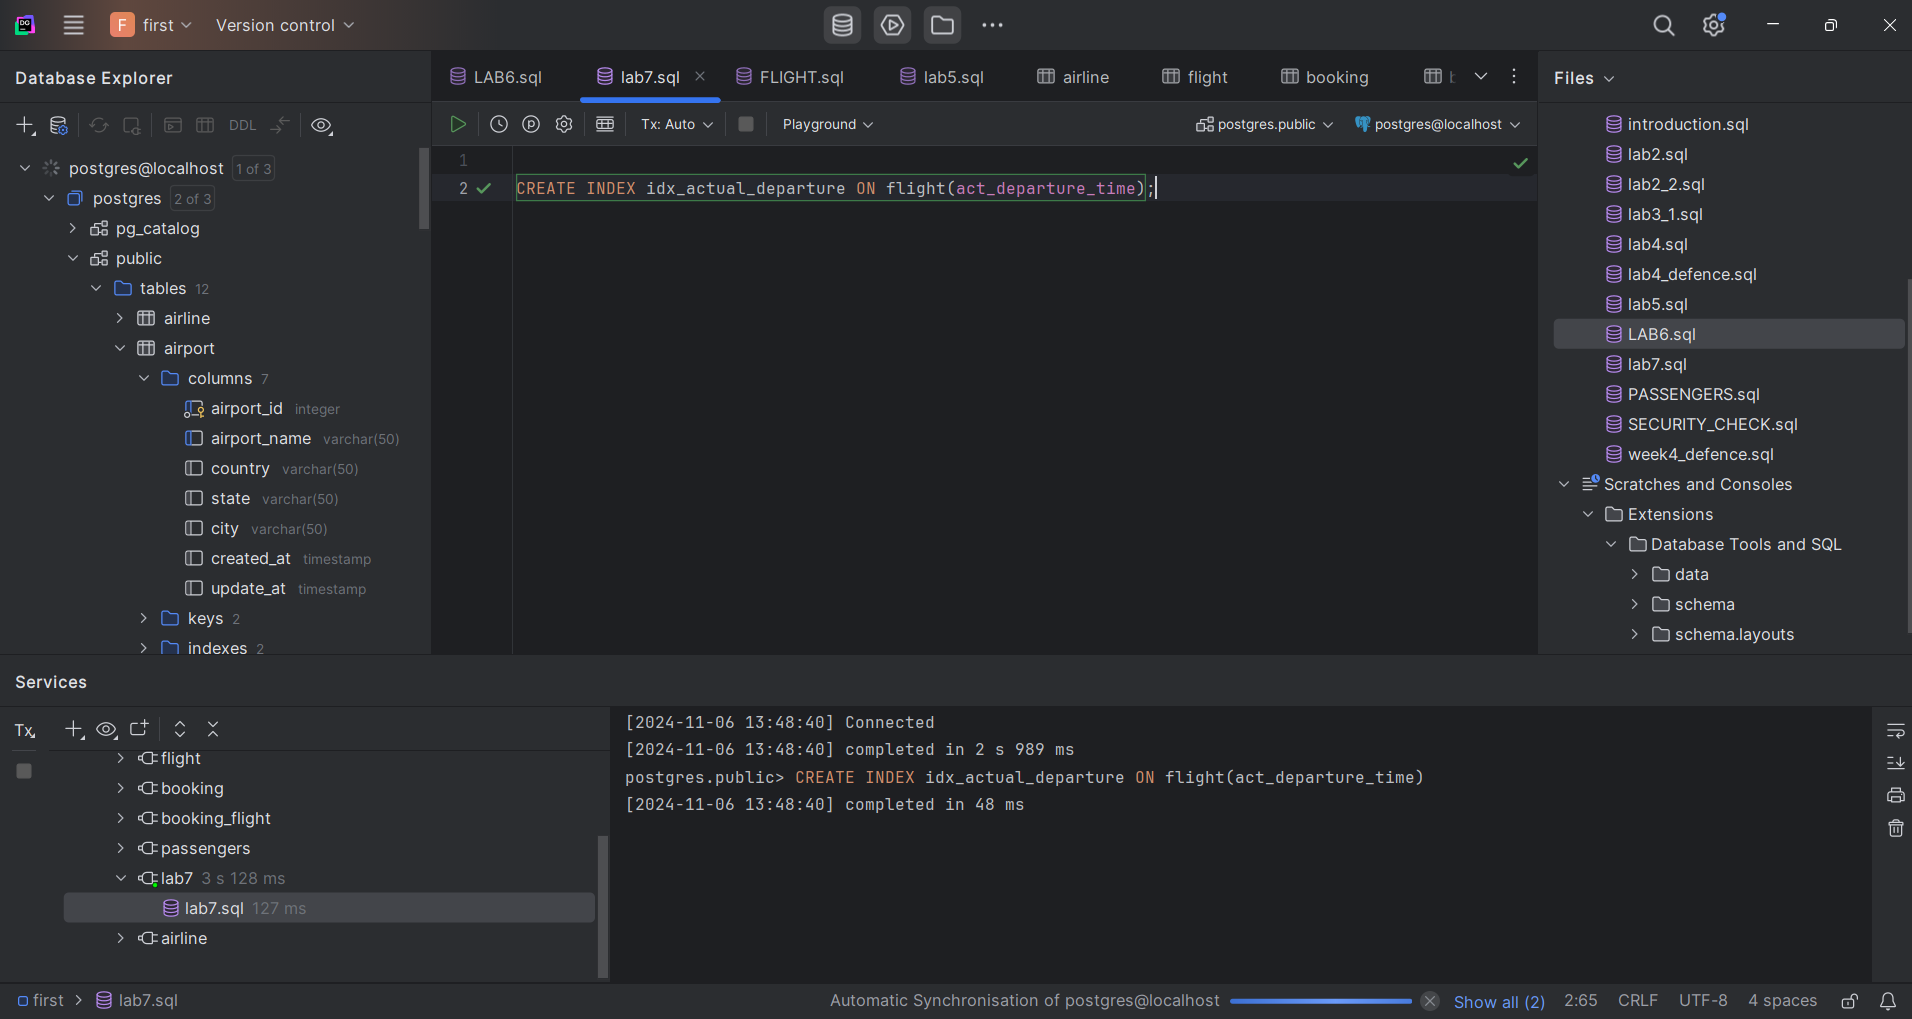 F first Version control
Database Explorer
DDL
postgres@localhost 1 of 3
postgres 2 of 3
pg_catalog
public
tables 12
airline
airport
columns 7
airport_id integer
airport_name varchar(50)
country varchar(50)
state varchar(50)
city varchar(50)
created_at timestamp
update_at timestamp
keys 2
indexes 2
LAB6.sql lab7.sql FLIGHT.sql lab5.sql airline flight booking
Tx: Auto Playground postgres.public postgres@localhost
1
2 CREATE INDEX idx_actual_departure ON flight(act_departure_time);
Files
introduction.sql
lab2.sql
lab2_2.sql
lab3_1.sql
lab4.sql
lab4_defence.sql
lab5.sql
LAB6.sql
lab7.sql
PASSENGERS.sql
SECURITY_CHECK.sql
week4_defence.sql
Scratches and Consoles
Extensions
Database Tools and SQL
data
schema
schema.layouts
Services
Tx
flight
booking
booking_flight
passengers
lab7 3 s 128 ms
lab7.sql 127 ms
airline
[2024-11-06 13:48:40] Connected
[2024-11-06 13:48:40] completed in 2 s 989 ms
postgres.public> CREATE INDEX idx_actual_departure ON flight(act_departure_time)
[2024-11-06 13:48:40] completed in 48 ms
first lab7.sql
Automatic Synchronisation of postgres@localhost Show all (2) 2:65 CRLF UTF-8 4 spaces